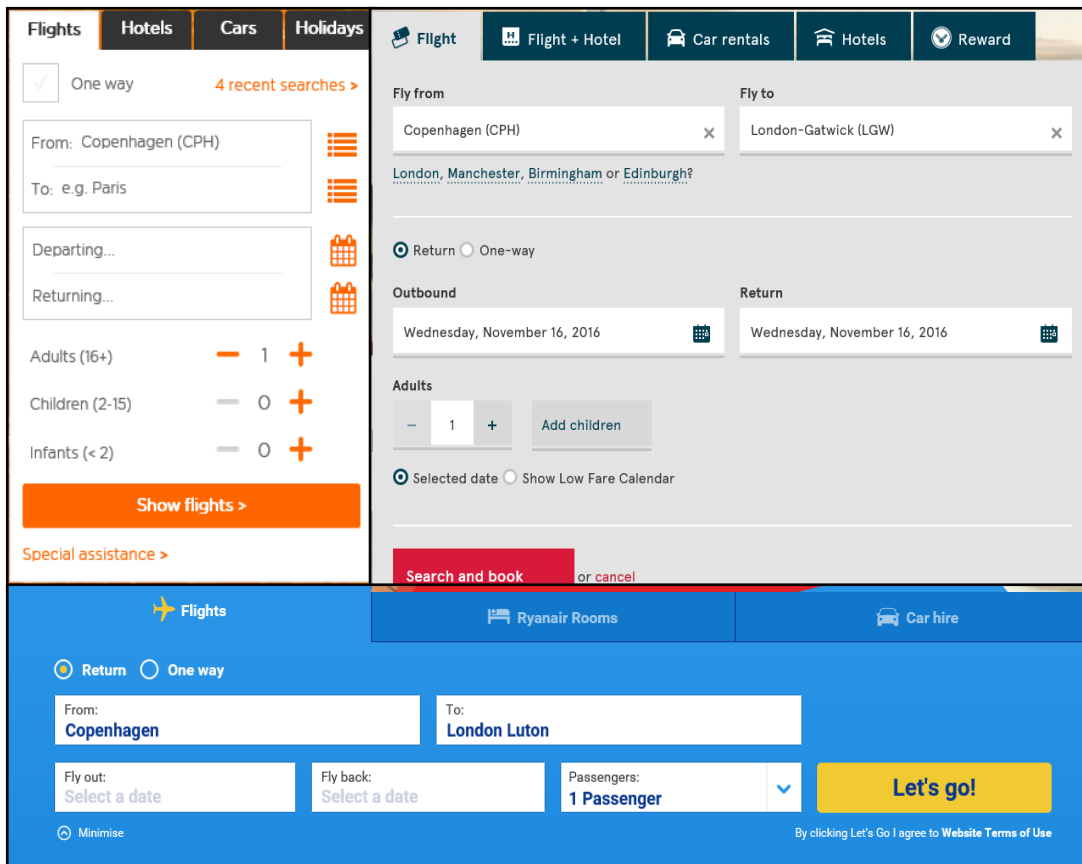 Flights Hotels Cars Holidays
One way 4 recent searches >
From: Copenhagen (CPH)
To: e.g. Paris
Departing...
Returning...
Adults (16+) 1
Children (2-15) 0
Infants (< 2) 0
Show flights >
Special assistance >
Flight Flight + Hotel Car rentals Hotels Reward
Fly from Fly to
Copenhagen (CPH) London-Gatwick (LGW)
London, Manchester, Birmingham or Edinburgh?
Return One-way
Outbound Return
Wednesday, November 16, 2016 Wednesday, November 16, 2016
Adults
1 Add children
Selected date Show Low Fare Calendar
Search and book or cancel
Flights Ryanair Rooms Car hire
Return One way
From: To:
Copenhagen London Luton
Fly out: Fly back: Passengers:
Select a date Select a date 1 Passenger Let's go!
Minimise By clicking Let's Go I agree to Website Terms of Use